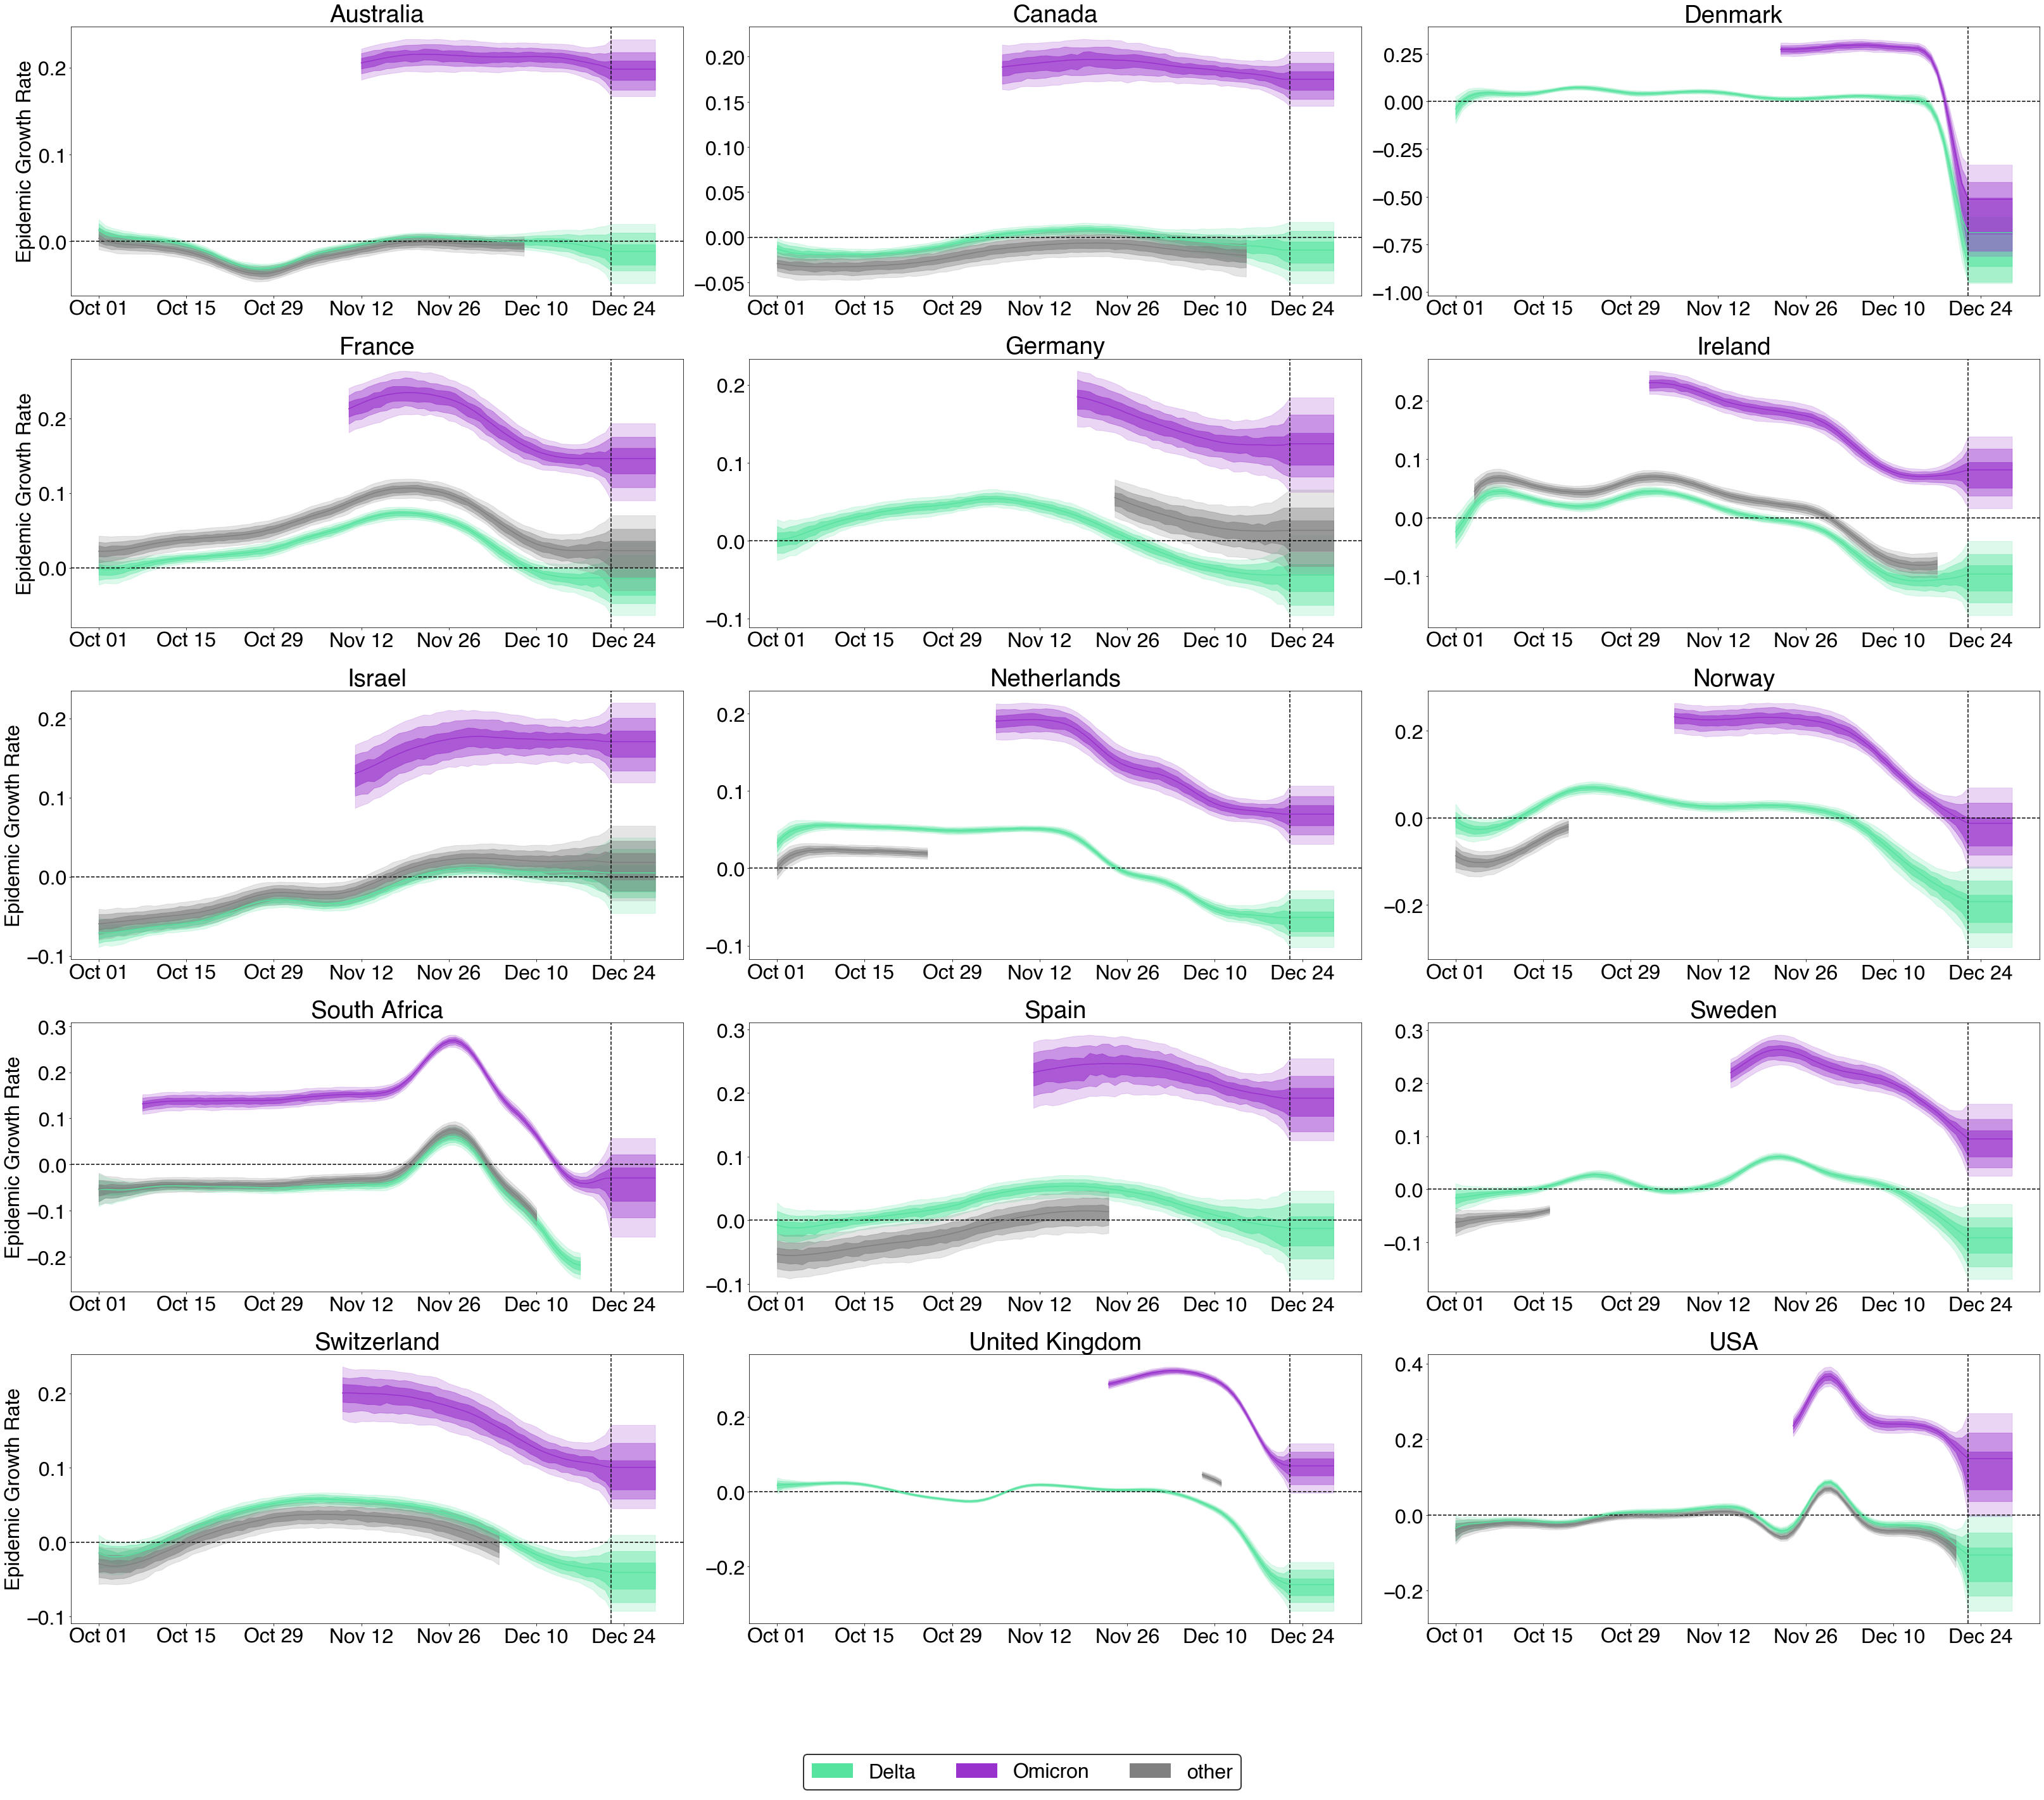 Australia
Canada
Denmark
Epidemic Growth Rate
0.2
0.1
0.0
Oct 01 Oct 15 Oct 29 Nov 12 Nov 26 Dec 10 Dec 24
0.20
0.15
0.10
0.05
0.00
−0.05
Oct 01 Oct 15 Oct 29 Nov 12 Nov 26 Dec 10 Dec 24
0.25
0.00
−0.25
−0.50
−0.75
−1.00
Oct 01 Oct 15 Oct 29 Nov 12 Nov 26 Dec 10 Dec 24
France
Germany
Ireland
Epidemic Growth Rate
0.2
0.1
0.0
Oct 01 Oct 15 Oct 29 Nov 12 Nov 26 Dec 10 Dec 24
0.2
0.1
0.0
−0.1
Oct 01 Oct 15 Oct 29 Nov 12 Nov 26 Dec 10 Dec 24
0.2
0.1
0.0
−0.1
Oct 01 Oct 15 Oct 29 Nov 12 Nov 26 Dec 10 Dec 24
Israel
Netherlands
Norway
Epidemic Growth Rate
0.2
0.1
0.0
−0.1
Oct 01 Oct 15 Oct 29 Nov 12 Nov 26 Dec 10 Dec 24
0.2
0.1
0.0
−0.1
Oct 01 Oct 15 Oct 29 Nov 12 Nov 26 Dec 10 Dec 24
0.2
0.0
−0.2
Oct 01 Oct 15 Oct 29 Nov 12 Nov 26 Dec 10 Dec 24
South Africa
Spain
Sweden
Epidemic Growth Rate
0.3
0.2
0.1
0.0
−0.1
−0.2
Oct 01 Oct 15 Oct 29 Nov 12 Nov 26 Dec 10 Dec 24
0.3
0.2
0.1
0.0
−0.1
Oct 01 Oct 15 Oct 29 Nov 12 Nov 26 Dec 10 Dec 24
0.3
0.2
0.1
0.0
−0.1
Oct 01 Oct 15 Oct 29 Nov 12 Nov 26 Dec 10 Dec 24
Switzerland
United Kingdom
USA
Epidemic Growth Rate
0.2
0.1
0.0
−0.1
Oct 01 Oct 15 Oct 29 Nov 12 Nov 26 Dec 10 Dec 24
0.2
0.0
−0.2
Oct 01 Oct 15 Oct 29 Nov 12 Nov 26 Dec 10 Dec 24
0.4
0.2
0.0
−0.2
Oct 01 Oct 15 Oct 29 Nov 12 Nov 26 Dec 10 Dec 24
Delta Omicron other